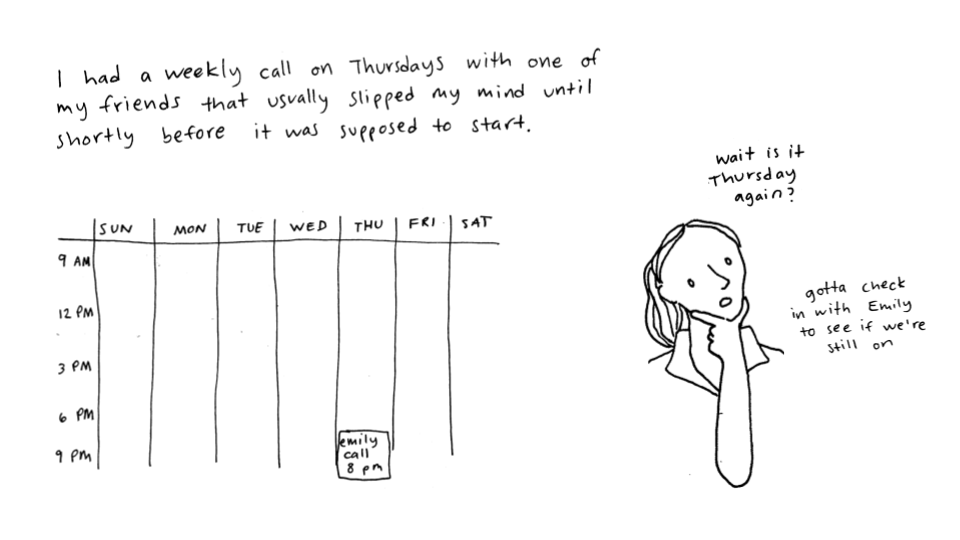 I had a weekly call on Thursdays with one of
my friends that usually slipped my mind until
shortly before it was supposed to start.
wait is it
Thursday
again?
SUN MON TUE WED THU FRI SAT
9 AM
12 PM
3 PM
6 PM
9 PM
emily
call
8 pm
gotta check
in with Emily
to see if we're
still on